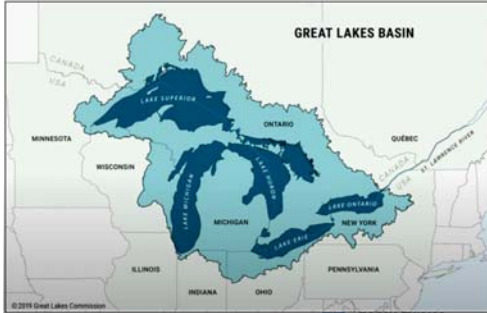 GREAT LAKES BASIN
CANADA
USA
LAKE SUPERIOR
ONTARIO
QUÉBEC
MINNESOTA
WISCONSIN
CANADA
USA
ST. LAWRENCE RIVER
LAKE MICHIGAN
LAKE HURON
LAKE ONTARIO
MICHIGAN
NEW YORK
LAKE ERIE
ILLINOIS
INDIANA
OHIO
PENNSYLVANIA
© 2019 Great Lakes Commission